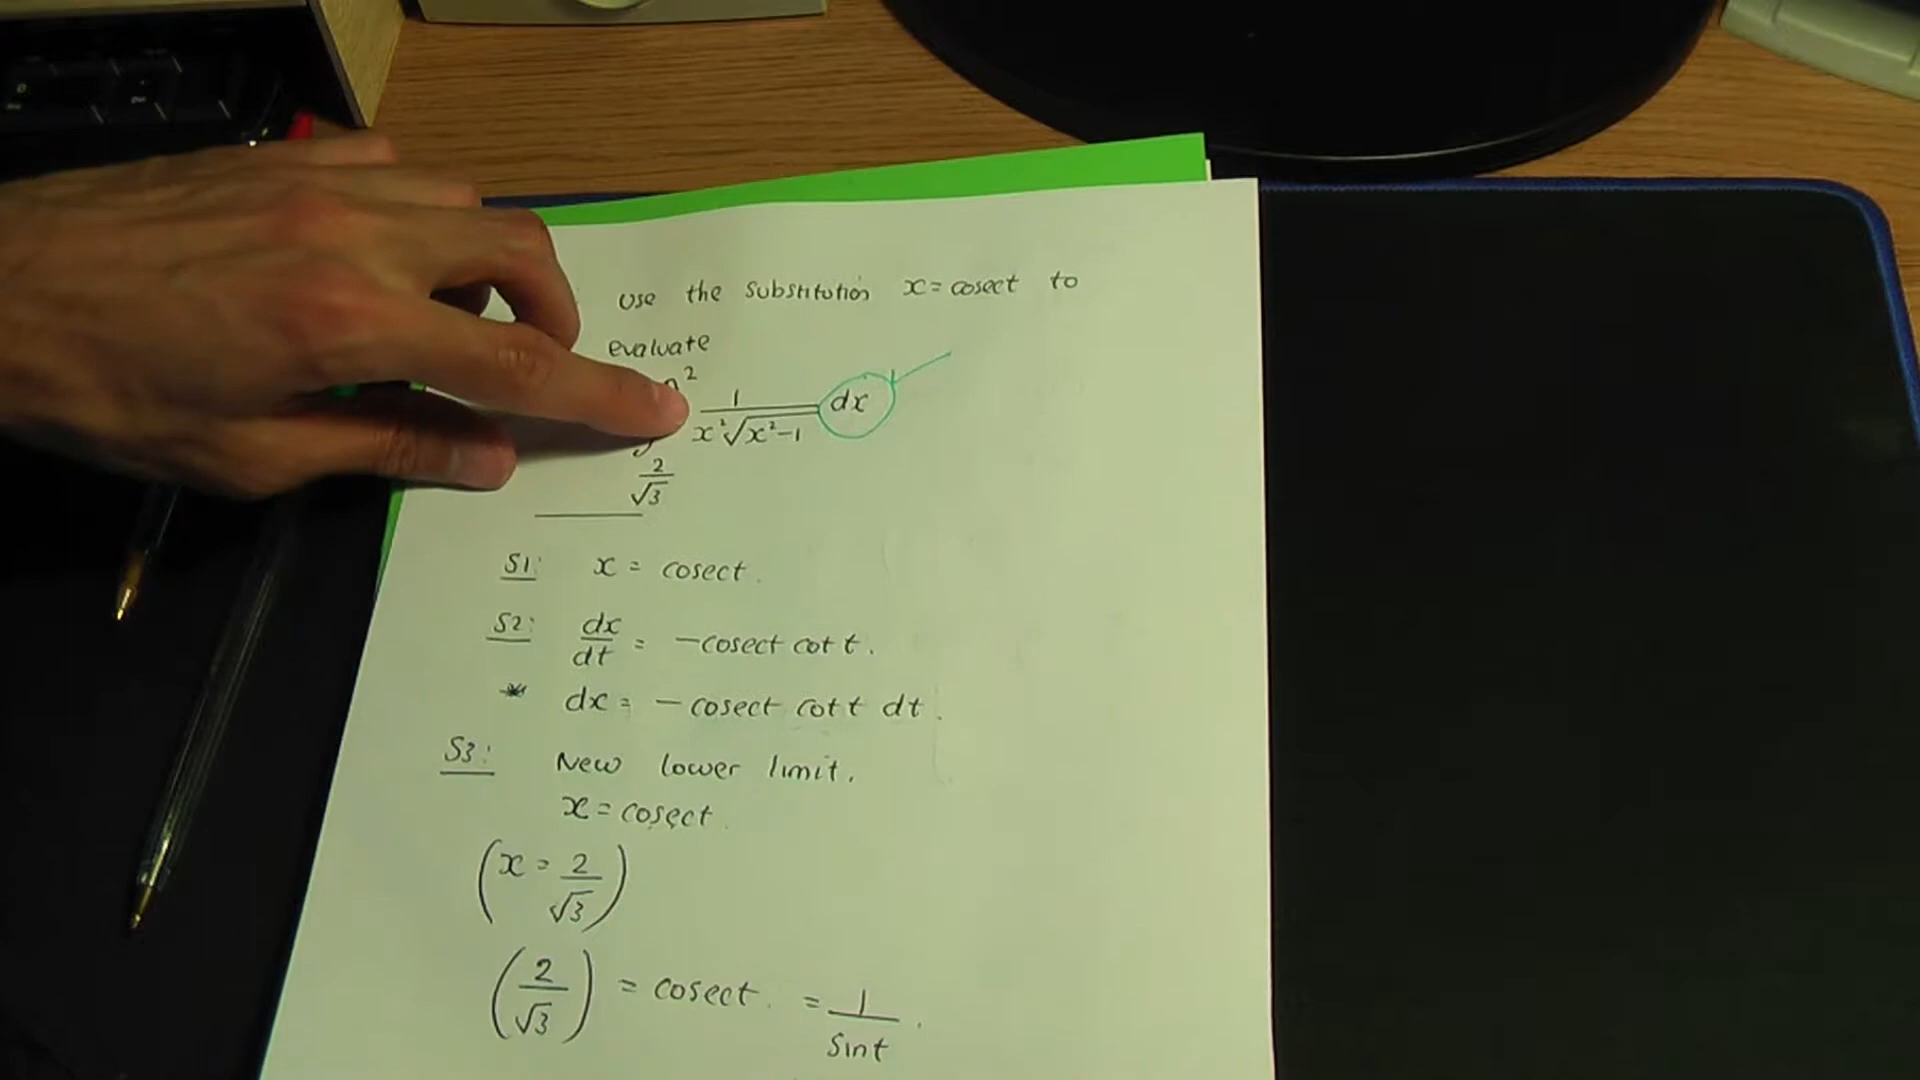 Use the Substitution x = cosect to
evaluate
2
1
x²√x²-1 dx
2
√3
S1: x = cosect.
S2: dx
dt = -cosect cot t.
* dx = - cosect cot t dt.
S3: New lower limit.
x = cosect.
(x = 2
√3)
(2
√3) = cosect. = 1
Sint.